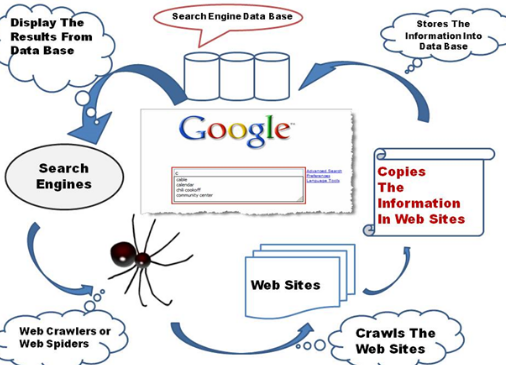 Display The
Results From
Data Base
Search Engine Data Base
Stores The
Information Into
Data Base
Google™
c
cable
calendar
chili cookoff
community center
Advanced Search
Preferences
Language Tools
Search
Engines
Copies
The
Information
In Web Sites
Web Sites
Web Crawlers or
Web Spiders
Crawls The
Web Sites